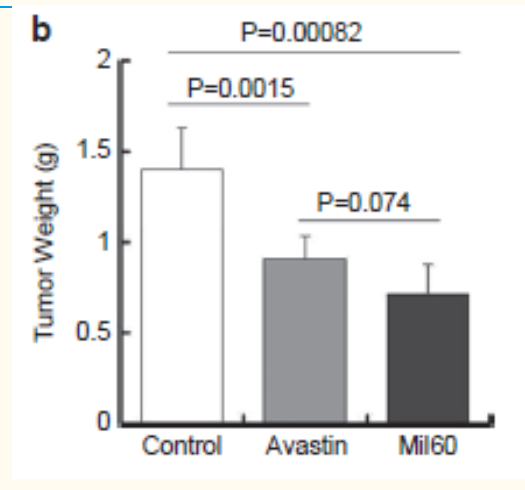 b
P=0.00082
P=0.0015
P=0.074
Tumor Weight (g)
2
1.5
1
0.5
0
Control Avastin Mil60